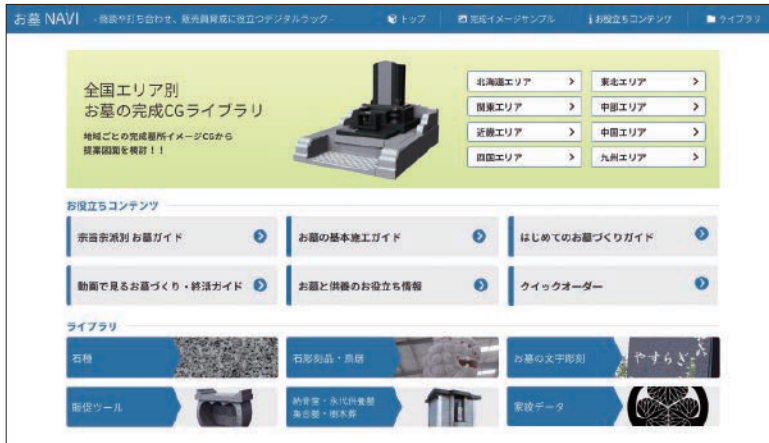 お墓 NAVI - 商談や打ち合わせ、販売員育成に役立つデジタルブック -
トップ
完成イメージサンプル
お役立ちコンテンツ
ライブラリ
全国エリア別
お墓の完成CGライブラリ
地域ごとの完成墓所イメージCGから
提案図面を検討！！
北海道エリア
東北エリア
関東エリア
中部エリア
近畿エリア
中国エリア
四国エリア
九州エリア
お役立ちコンテンツ
宗旨宗派別 お墓ガイド
お墓の基本施工ガイド
はじめてのお墓づくりガイド
動画で見るお墓づくり・終活ガイド
お墓と供養のお役立ち情報
クイックオーダー
ライブラリ
石種
石彫刻品・鳥居
お墓の文字彫刻
やすらぎ
販促ツール
納骨堂・永代供養墓
集合墓・樹木葬
家紋データ